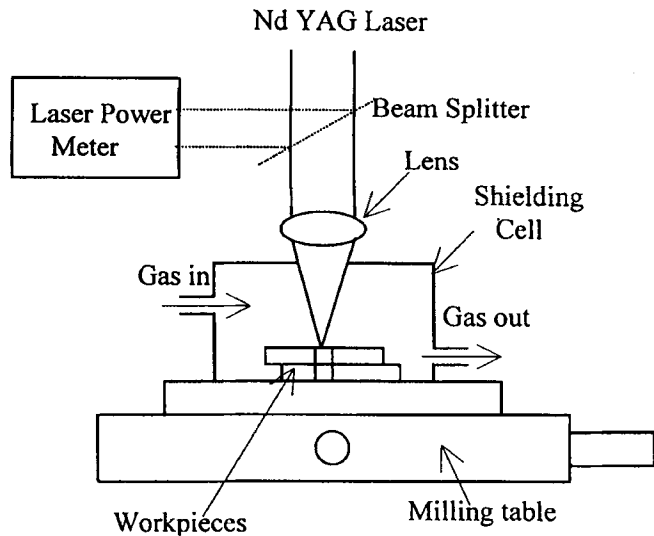 Nd YAG Laser
Laser Power
Meter
Beam Splitter
Lens
Shielding
Cell
Gas in
Gas out
Workpieces
Milling table